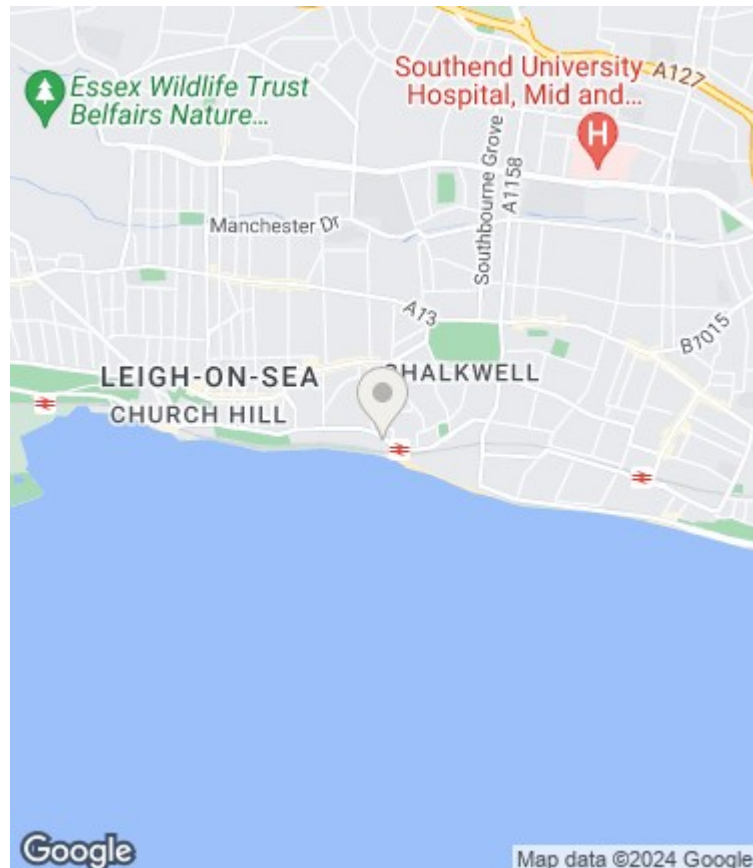 Essex Wildlife Trust
Belfairs Nature...
Southend University
Hospital, Mid and...
A127
H
Southbourne Grove
A1158
Manchester Dr
A13
B1015
LEIGH-ON-SEA
CHALKWELL
CHURCH HILL
Google
Map data ©2024 Google